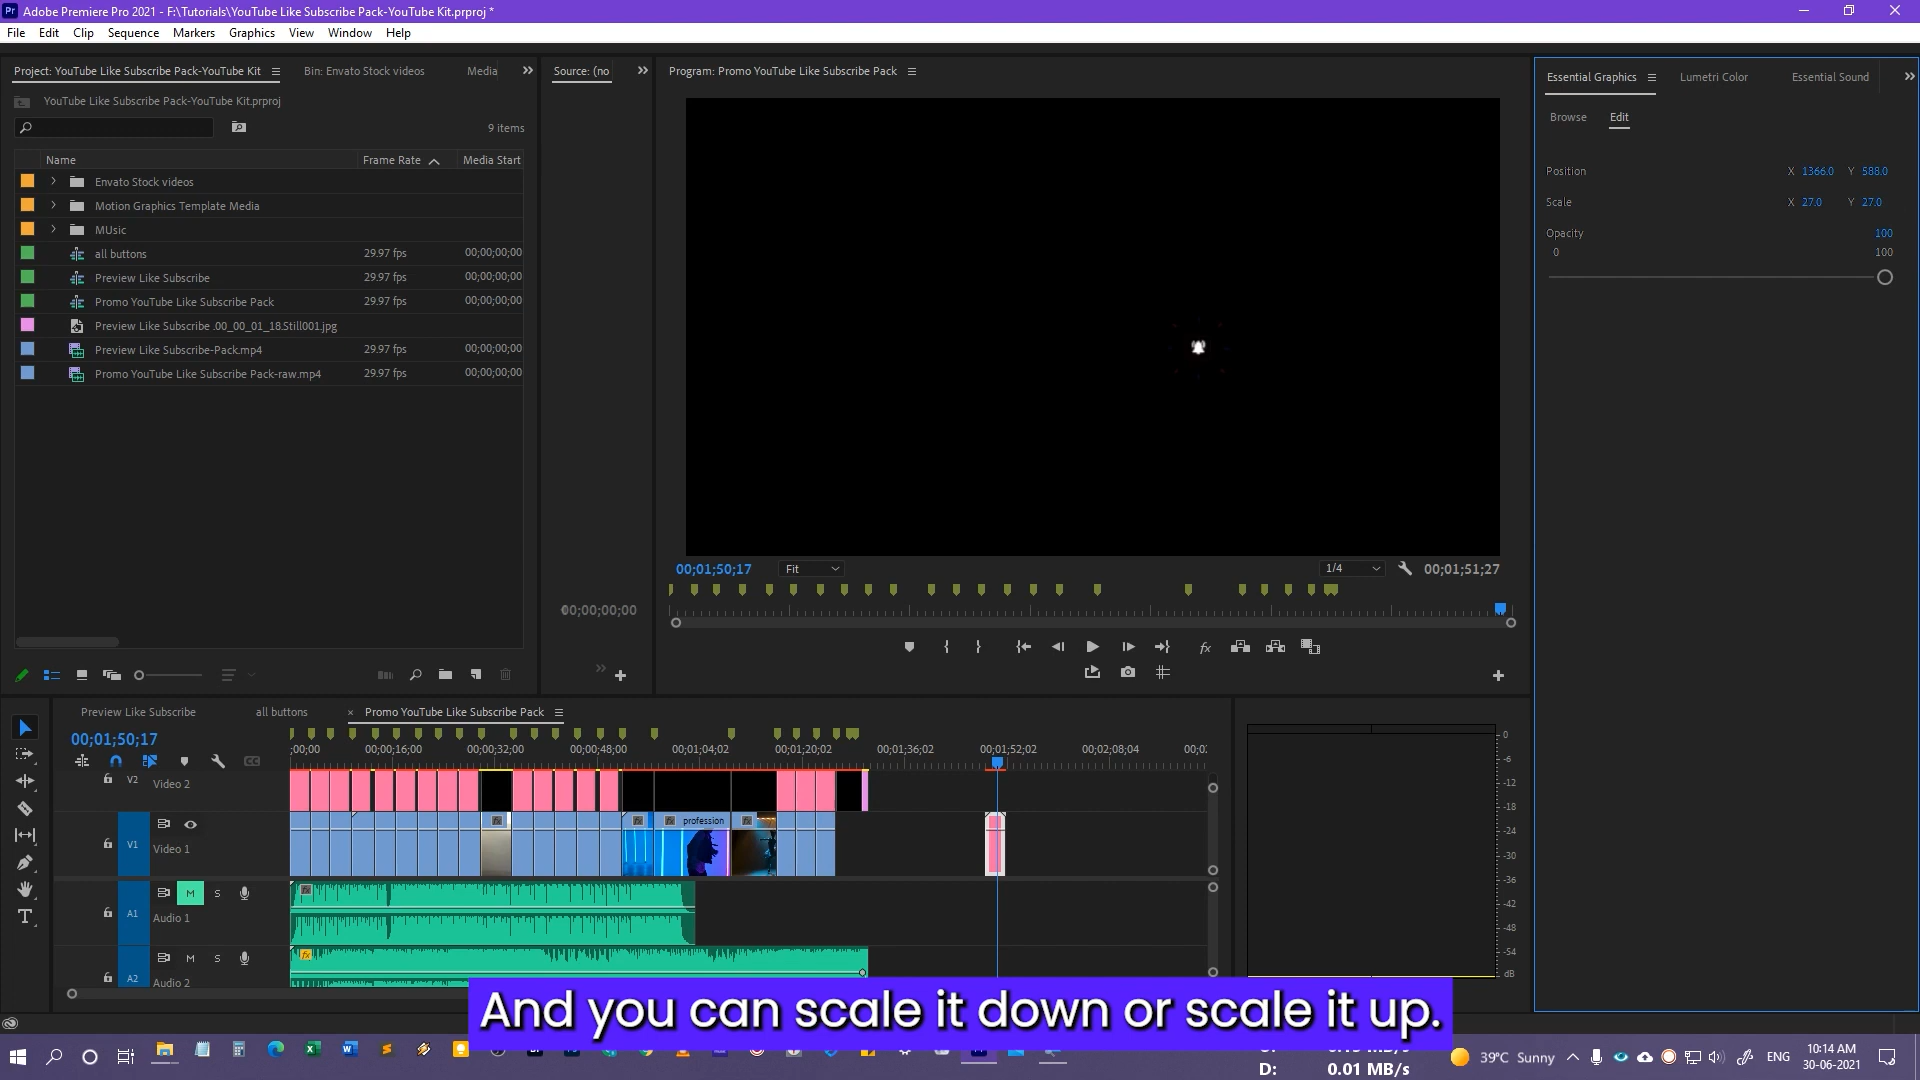 Adobe Premiere Pro 2021 - F:\Tutorials\YouTube Like Subscribe Pack-YouTube Kit.prproj *
File Edit Clip Sequence Markers Graphics View Window Help
Project: YouTube Like Subscribe Pack-YouTube Kit
Bin: Envato Stock videos
Media
YouTube Like Subscribe Pack-YouTube Kit.prproj
9 items
Name Frame Rate Media Start
Envato Stock videos
Motion Graphics Template Media
MUsic
all buttons 29.97 fps 00;00;00;00
Preview Like Subscribe 29.97 fps 00;00;00;00
Promo YouTube Like Subscribe Pack 29.97 fps 00;00;00;00
Preview Like Subscribe .00_00_01_18.Still001.jpg
Preview Like Subscribe-Pack.mp4 29.97 fps 00;00;00;00
Promo YouTube Like Subscribe Pack-raw.mp4 29.97 fps 00;00;00;00
Source: (no
00;00;00;00
Program: Promo YouTube Like Subscribe Pack
00;01;50;17 Fit 1/4 00;01;51;27
Essential Graphics Lumetri Color Essential Sound
Browse Edit
Position X 1366.0 Y 588.0
Scale X 27.0 Y 27.0
Opacity 100
0 100
Preview Like Subscribe
all buttons
× Promo YouTube Like Subscribe Pack
00;01;50;17
;00;00 00;00;16;00 00;00;32;00 00;00;48;00 00;01;04;02 00;01;20;02 00;01;36;02 00;01;52;02 00;02;08;04 00;0
V2 Video 2
V1 Video 1
profession
A1 M S Audio 1
A2 M S Audio 2
0
-6
-12
-18
-24
-30
-36
-42
-48
-54
dB
And you can scale it down or scale it up.
D: 0.01 MB/s
39°C Sunny
ENG
10:14 AM
30-06-2021